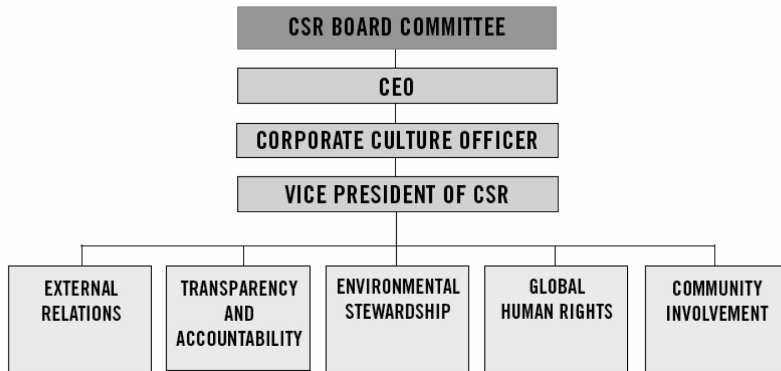 CSR BOARD COMMITTEE
CEO
CORPORATE CULTURE OFFICER
VICE PRESIDENT OF CSR
EXTERNAL
RELATIONS
TRANSPARENCY
AND
ACCOUNTABILITY
ENVIRONMENTAL
STEWARDSHIP
GLOBAL
HUMAN RIGHTS
COMMUNITY
INVOLVEMENT